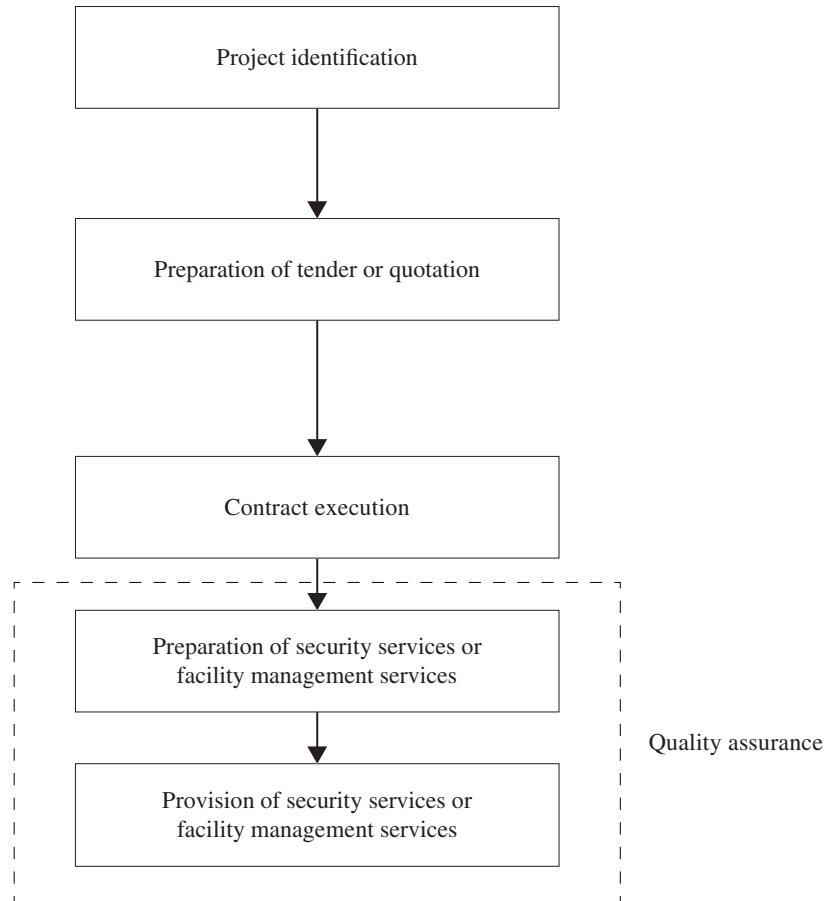 Project identification
Preparation of tender or quotation
Contract execution
Preparation of security services or
facility management services
Quality assurance
Provision of security services or
facility management services